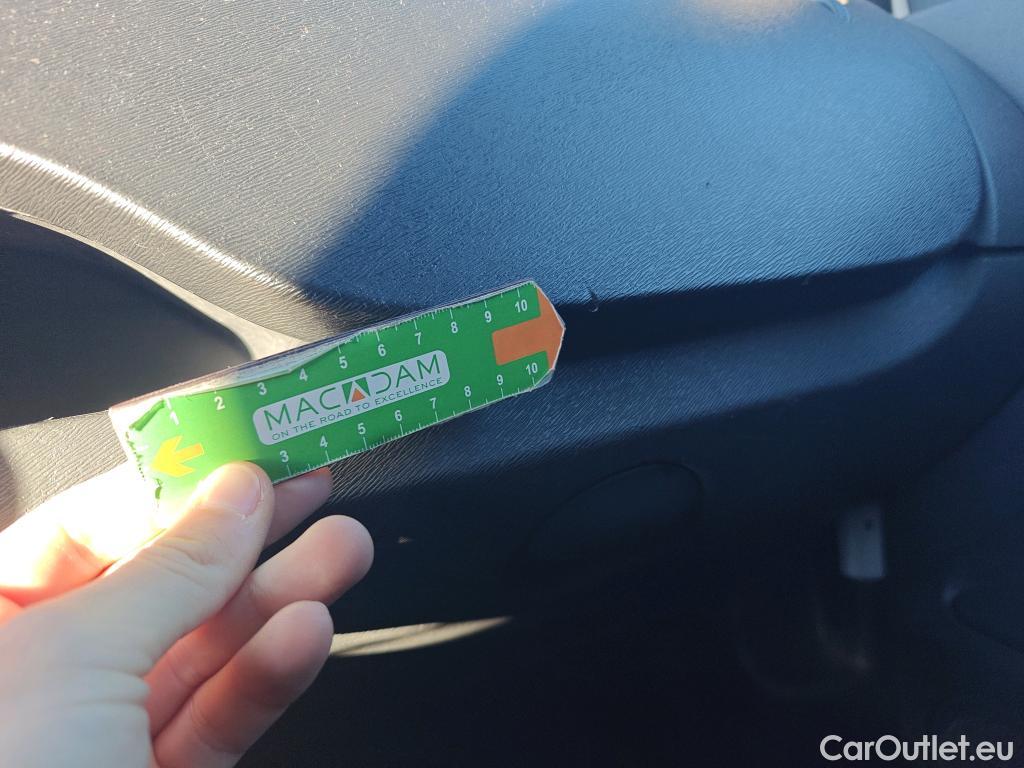 1 2 3 4 5 6 7 8 9 10
MACADAM
ON THE ROAD TO EXCELLENCE
3 4 5 6 7 8 9 10
CarOutlet.eu